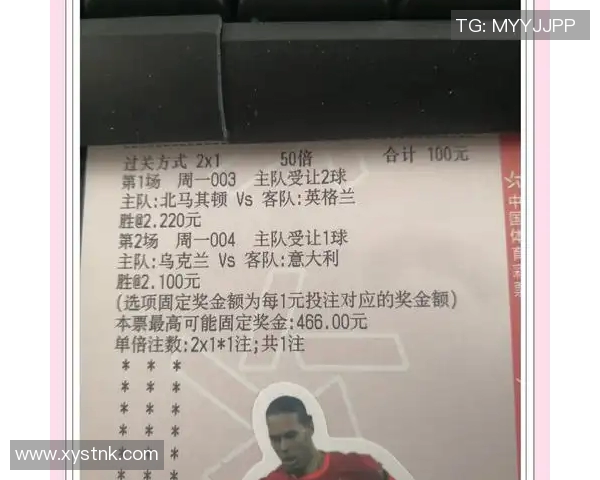 TG: MYYJJPP
过关方式 2x1 50倍 合计 100元
第1场 周一003 主队受让2球
主队:北马其顿 Vs 客队:英格兰
胜@2.220元
第2场 周一004 主队受让1球
主队:乌克兰 Vs 客队:意大利
胜@2.100元
(选项固定奖金额为每1元投注对应的奖金额)
本票最高可能固定奖金:466.00元
单倍注数:2x1*1注;共1注
* * *
* * *
* * *
* * *
* * *
* *
中国体育彩票
www.xystnk.com